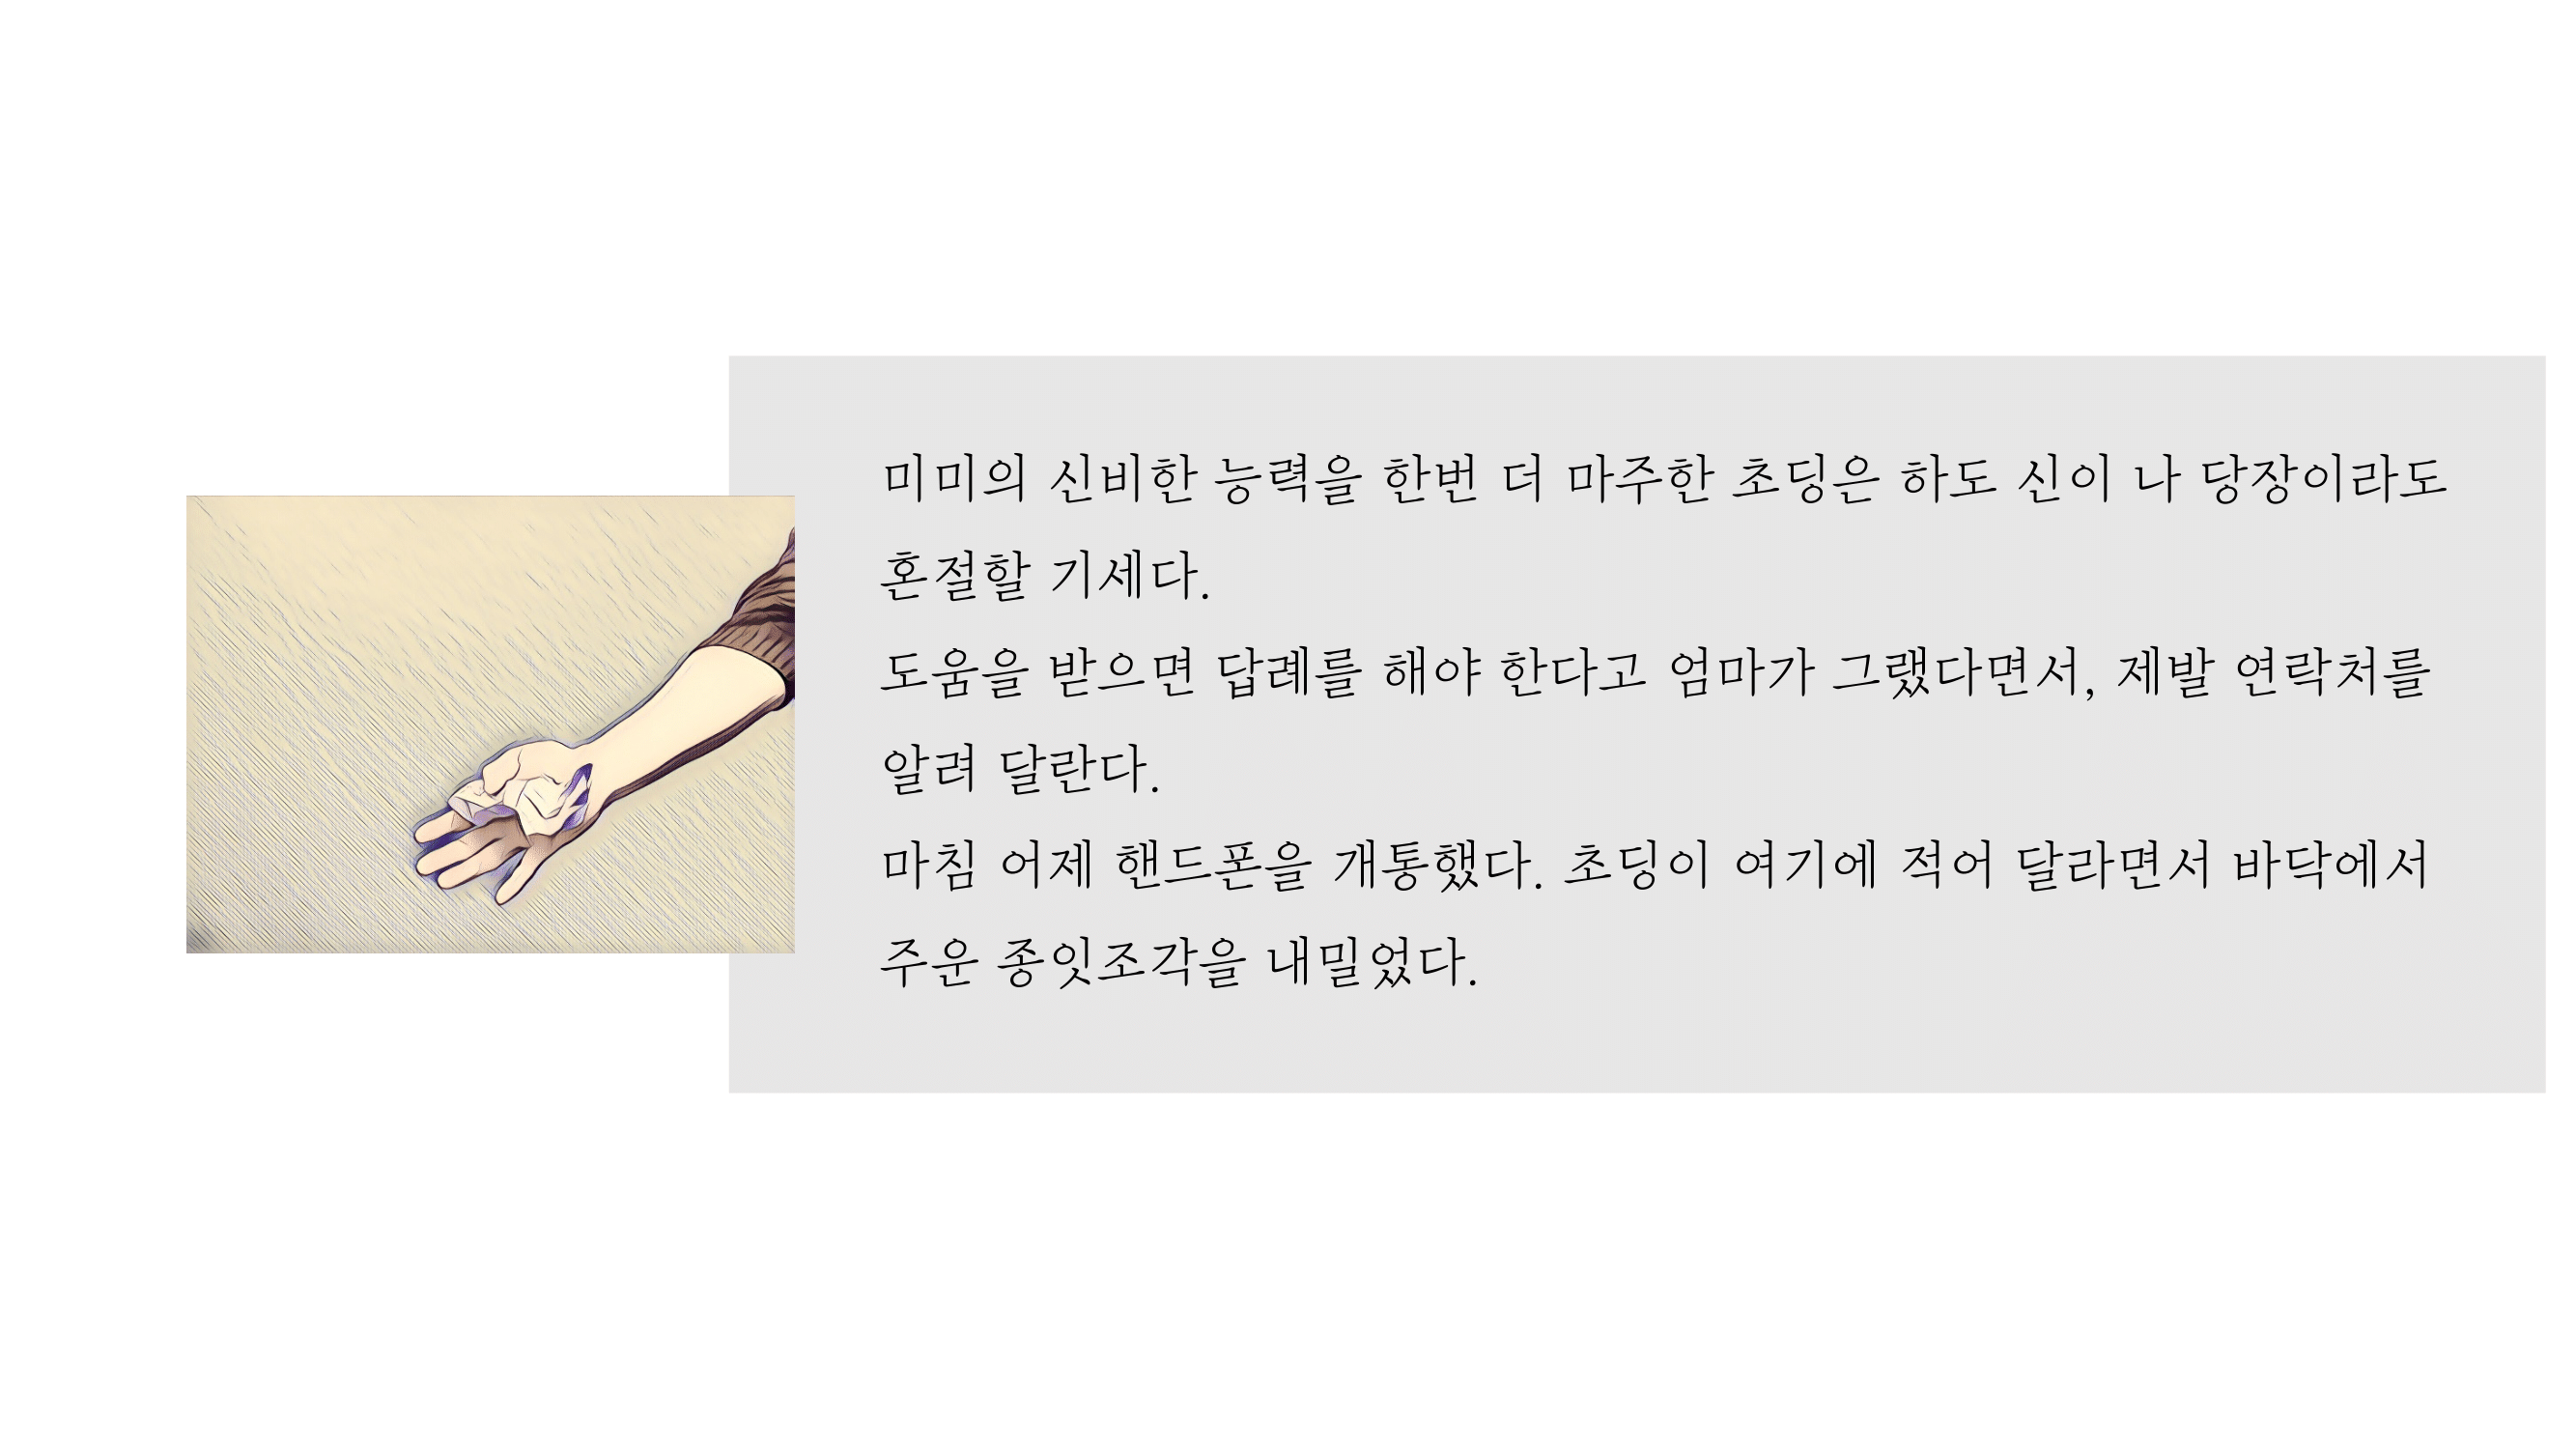 미미의 신비한 능력을 한번 더 마주한 초딩은 하도 신이 나 당장이라도
혼절할 기세다.
도움을 받으면 답례를 해야 한다고 엄마가 그랬다면서, 제발 연락처를
알려 달란다.
마침 어제 핸드폰을 개통했다. 초딩이 여기에 적어 달라면서 바닥에서
주운 종잇조각을 내밀었다.